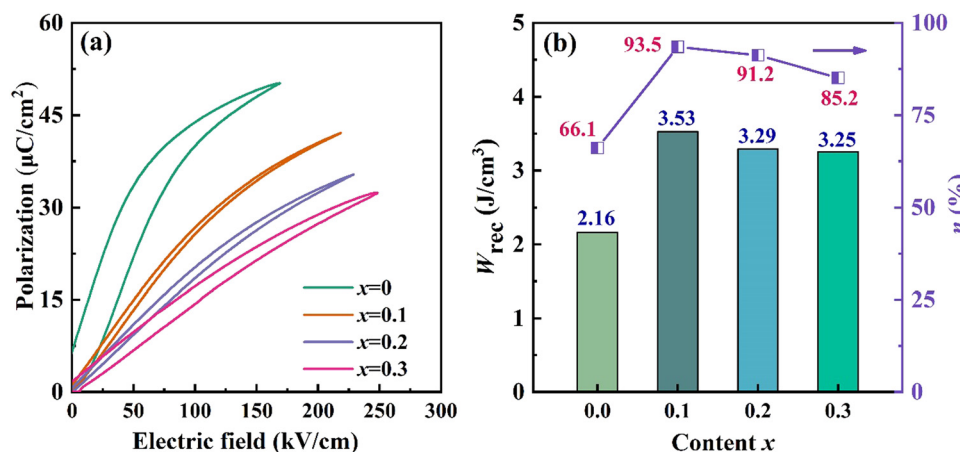 (a)
60
45
30
15
0
Polarization (μC/cm²)
x=0
x=0.1
x=0.2
x=0.3
0 50 100 150 200 250 300
Electric field (kV/cm)
(b)
5
4
3
2
1
0
Wrec (J/cm³)
66.1
93.5
91.2
85.2
2.16
3.53
3.29
3.25
100
75
50
25
0
η (%)
0.0 0.1 0.2 0.3
Content x